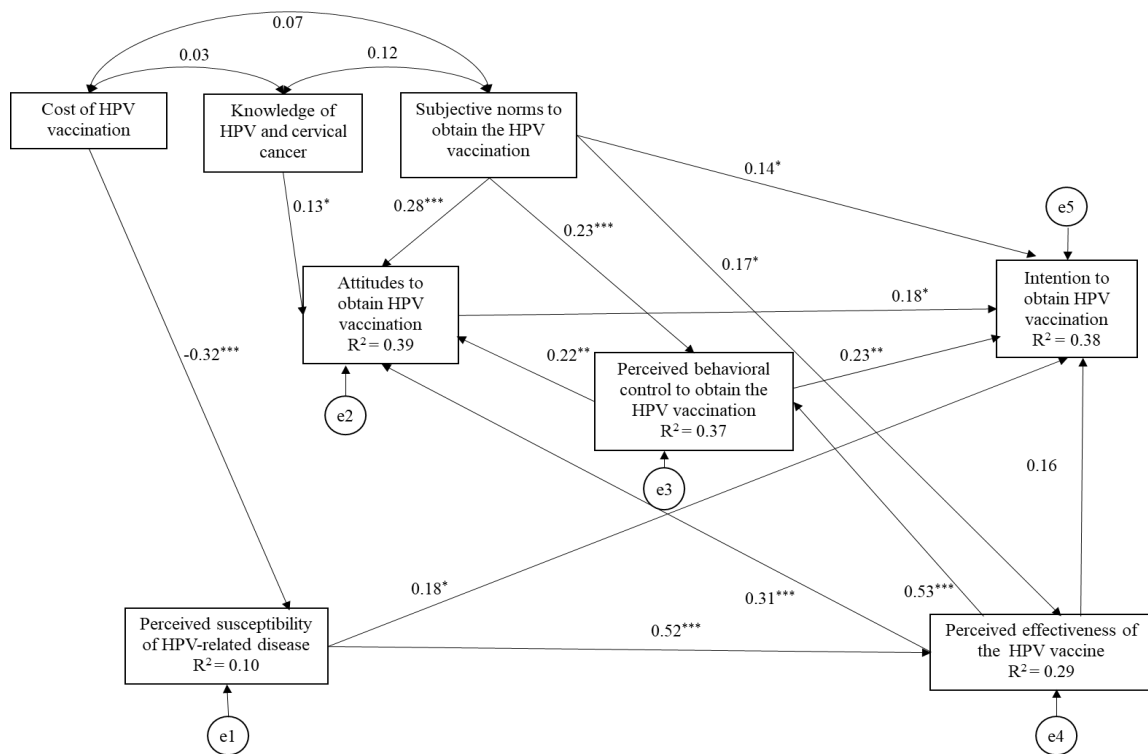 0.07
0.03
0.12
Cost of HPV
vaccination
Knowledge of
HPV and cervical
cancer
Subjective norms to
obtain the HPV
vaccination
0.14*
e5
0.13*
0.28***
0.23***
0.17*
Attitudes to
obtain HPV
vaccination
R² = 0.39
0.18*
Intention to
obtain HPV
vaccination
R² = 0.38
-0.32***
0.22**
Perceived behavioral
control to obtain the
HPV vaccination
R² = 0.37
0.23**
e2
e3
0.16
0.18*
0.31***
0.53***
Perceived susceptibility
of HPV-related disease
R² = 0.10
0.52***
Perceived effectiveness of
the HPV vaccine
R² = 0.29
e1
e4